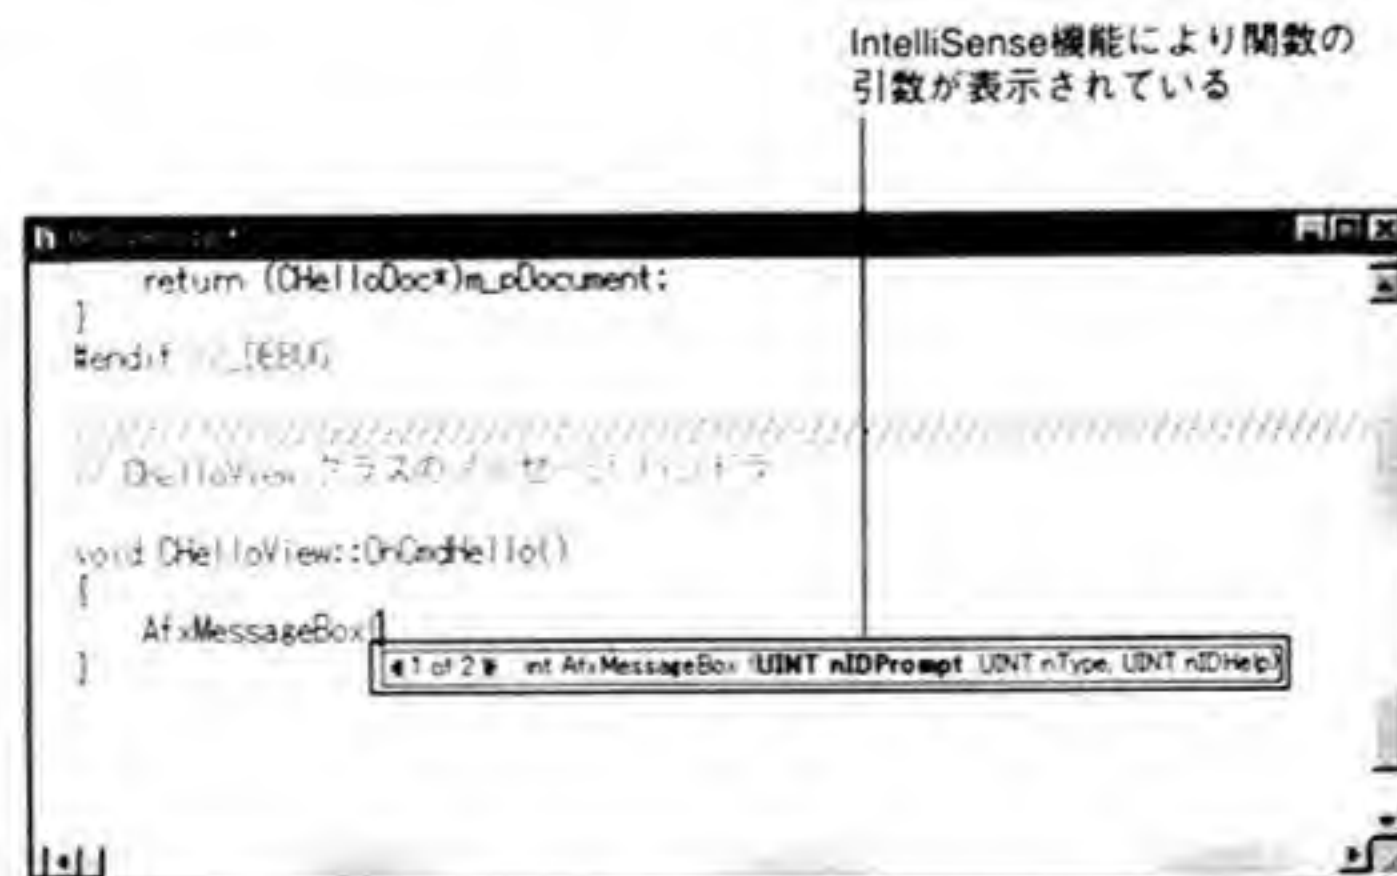 IntelliSense機能により関数の
引数が表示されている
return (CHelloDoc*)m_pDocument;
}
#endif //_DEBUG
// CHelloView クラスのメッセージ ハンドラ
void CHelloView::OnCmdHello()
{
AfxMessageBox(
}
1 of 2 int AfxMessageBox (UINT nIDPrompt, UINT nType, UINT nIDHelp)